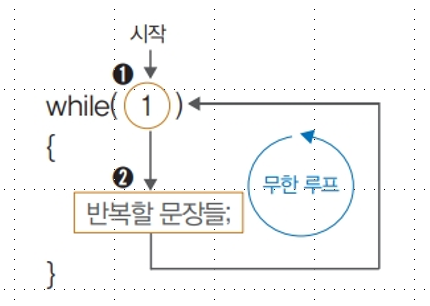 시작
❶
while( 1 )
{
❷
반복할 문장들;
무한 루프
}